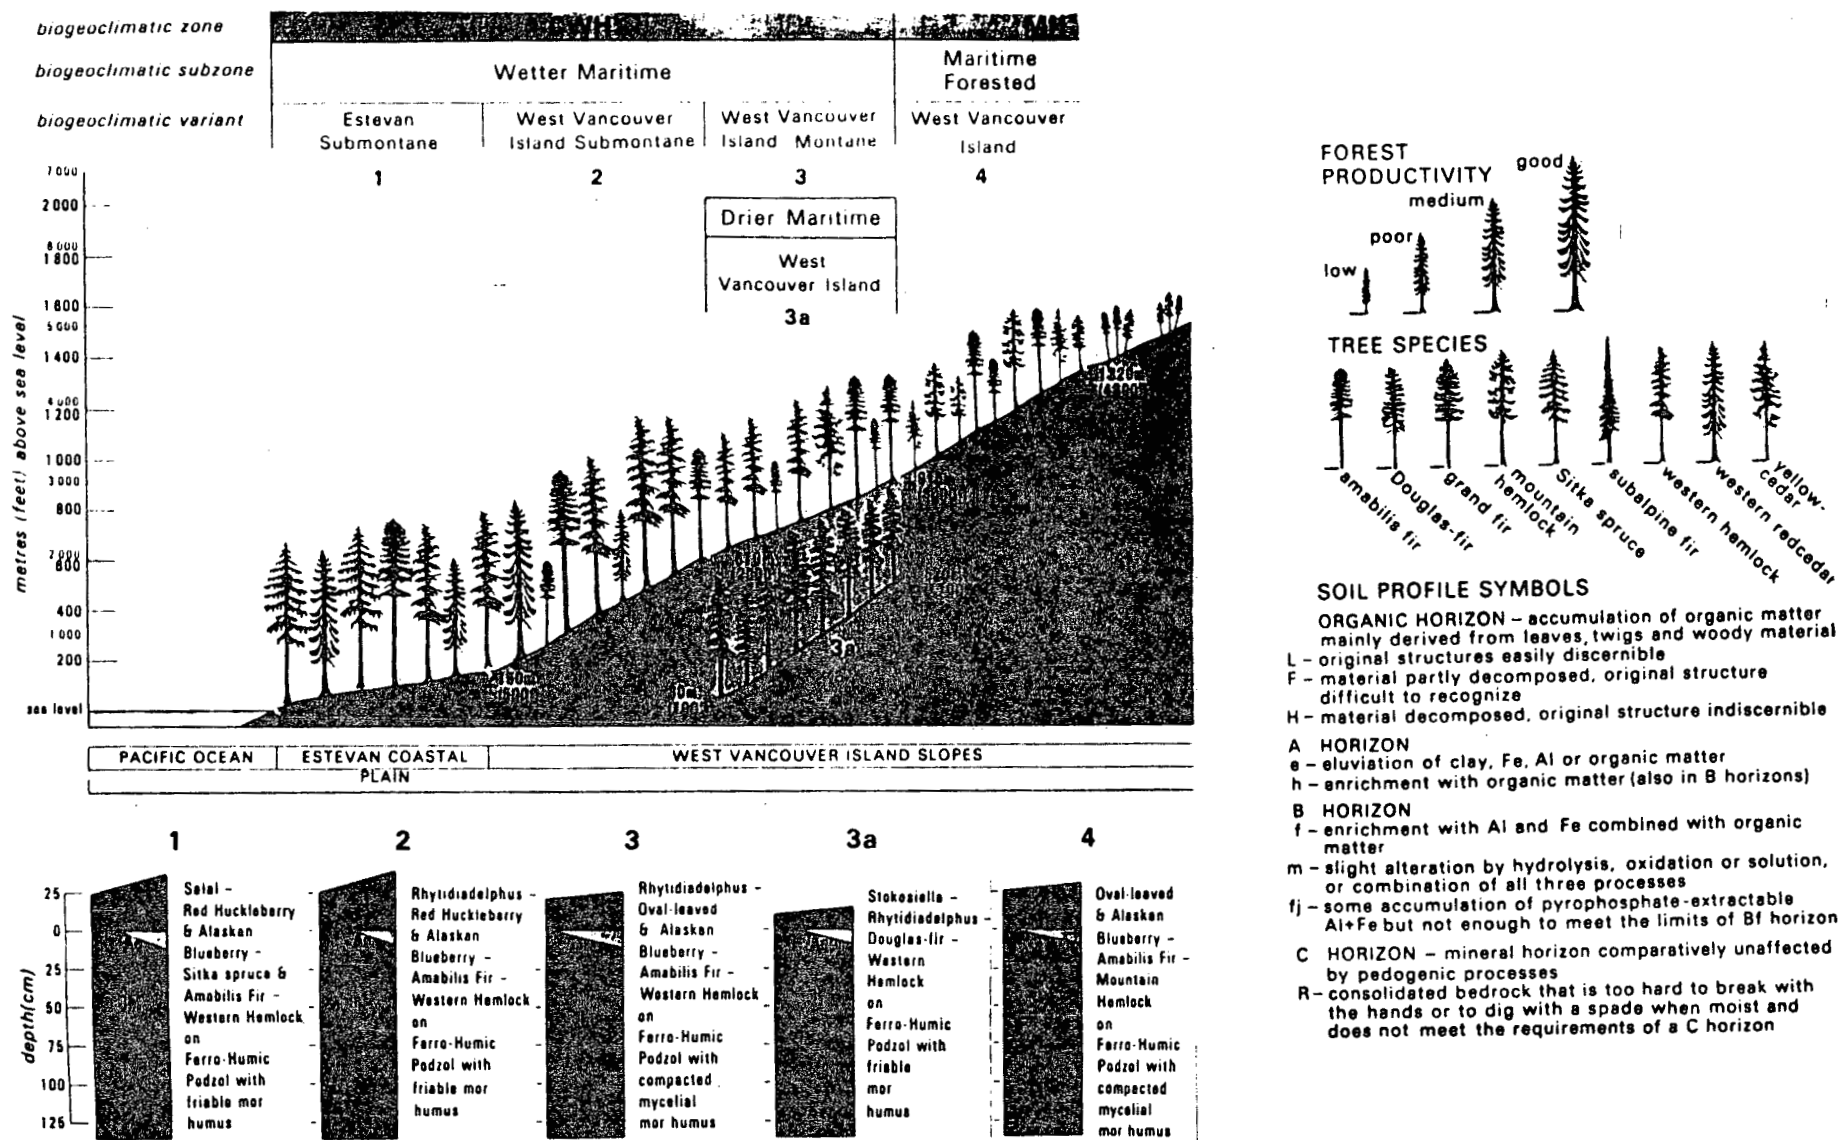 biogeoclimatic zone
biogeoclimatic subzone
Wetter Maritime
Maritime
Forested
biogeoclimatic variant
Estevan
Submontane
West Vancouver
Island Submontane
West Vancouver
Island Montane
West Vancouver
Island
1
2
3
4
Drier Maritime
West
Vancouver Island
3a
metres (feet) above sea level
7000
2000
6000
1800
1600
5000
1400
4000
1200
1000
3000
800
2000
600
400
1000
200
sea level
3a
PACIFIC OCEAN
ESTEVAN COASTAL
PLAIN
WEST VANCOUVER ISLAND SLOPES
1
2
3
3a
4
depth(cm)
25
0
25
50
75
100
125
Salal –
Red Huckleberry
& Alaskan
Blueberry –
Sitka spruce &
Amabilis Fir –
Western Hemlock
on
Ferro-Humic
Podzol with
friable mor
humus
Rhytidiadelphus –
Red Huckleberry
& Alaskan
Blueberry –
Amabilis Fir –
Western Hemlock
on
Ferro-Humic
Podzol with
friable mor
humus
Rhytidiadelphus –
Oval-leaved
& Alaskan
Blueberry –
Amabilis Fir –
Western Hemlock
on
Ferro-Humic
Podzol with
compacted
mycelial
mor humus
Stokesiella –
Rhytidiadelphus –
Douglas-fir –
Western
Hemlock
on
Ferro-Humic
Podzol with
friable
mor
humus
Oval-leaved
& Alaskan
Blueberry –
Amabilis Fir –
Mountain
Hemlock
on
Ferro-Humic
Podzol with
compacted
mycelial
mor humus
FOREST
PRODUCTIVITY
low
poor
medium
good
TREE SPECIES
amabilis fir
Douglas-fir
grand fir
mountain
hemlock
Sitka spruce
subalpine fir
western hemlock
western redcedar
yellow-
cedar
SOIL PROFILE SYMBOLS
ORGANIC HORIZON – accumulation of organic matter
mainly derived from leaves, twigs and woody material
L – original structures easily discernible
F – material partly decomposed, original structure
difficult to recognize
H – material decomposed, original structure indiscernible
A HORIZON
e – eluviation of clay, Fe, Al or organic matter
h – enrichment with organic matter (also in B horizons)
B HORIZON
f – enrichment with Al and Fe combined with organic
matter
m – slight alteration by hydrolysis, oxidation or solution,
or combination of all three processes
fj – some accumulation of pyrophosphate-extractable
Al+Fe but not enough to meet the limits of Bf horizon
C HORIZON – mineral horizon comparatively unaffected
by pedogenic processes
R – consolidated bedrock that is too hard to break with
the hands or to dig with a spade when moist and
does not meet the requirements of a C horizon